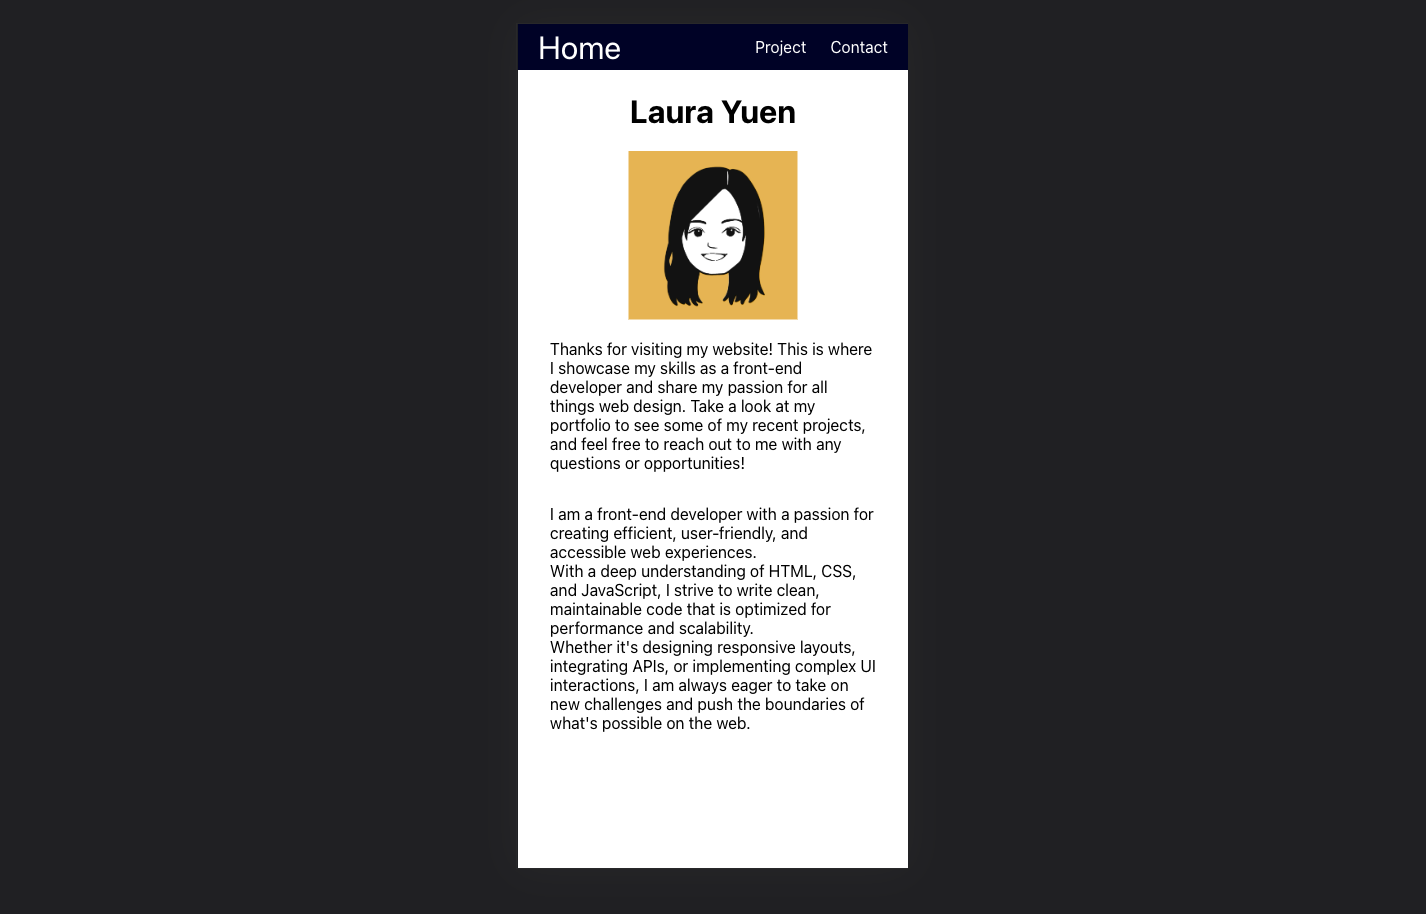 Home Project Contact
Laura Yuen
Thanks for visiting my website! This is where
I showcase my skills as a front-end
developer and share my passion for all
things web design. Take a look at my
portfolio to see some of my recent projects,
and feel free to reach out to me with any
questions or opportunities!
I am a front-end developer with a passion for
creating efficient, user-friendly, and
accessible web experiences.
With a deep understanding of HTML, CSS,
and JavaScript, I strive to write clean,
maintainable code that is optimized for
performance and scalability.
Whether it's designing responsive layouts,
integrating APIs, or implementing complex UI
interactions, I am always eager to take on
new challenges and push the boundaries of
what's possible on the web.